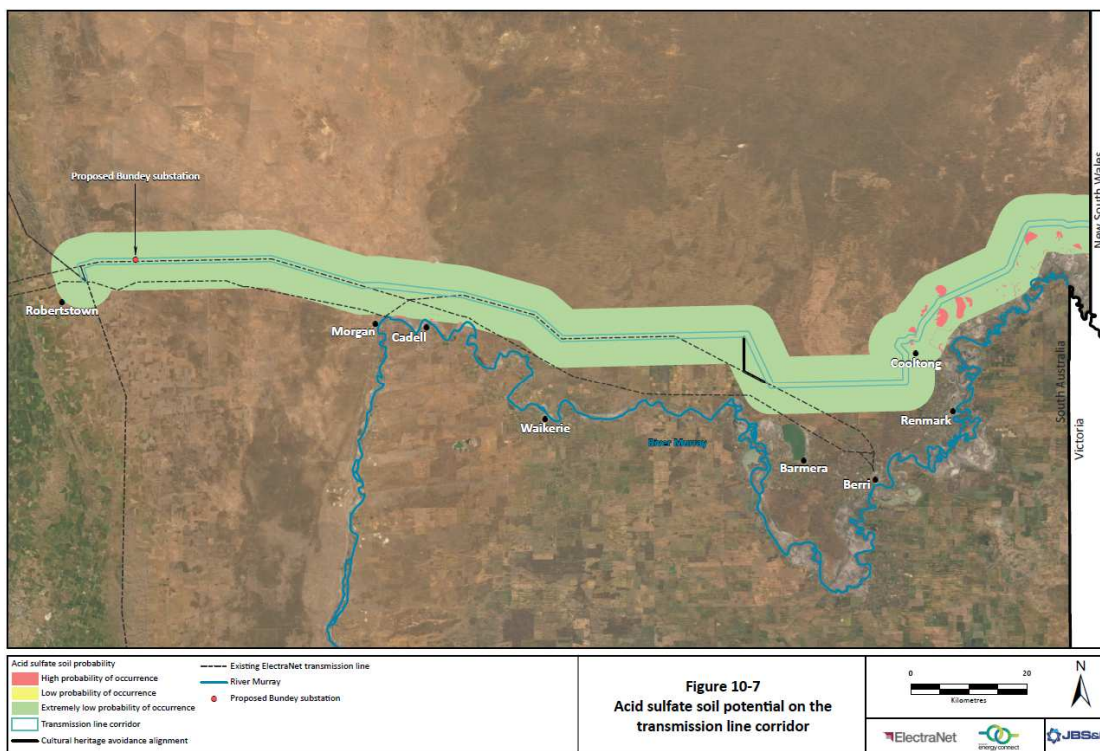 Proposed Bundey substation
New South Wales
Robertstown
Morgan
Cadell
Cooltong
Waikerie
River Murray
Renmark
South Australia
Victoria
Barmera
Berri
Acid sulfate soil probability
High probability of occurrence
Low probability of occurrence
Extremely low probability of occurrence
Transmission line corridor
Cultural heritage avoidance alignment
Existing ElectraNet transmission line
River Murray
Proposed Bundey substation
Figure 10-7
Acid sulfate soil potential on the
transmission line corridor
0 20
Kilometres
N
ElectraNet
energy connect